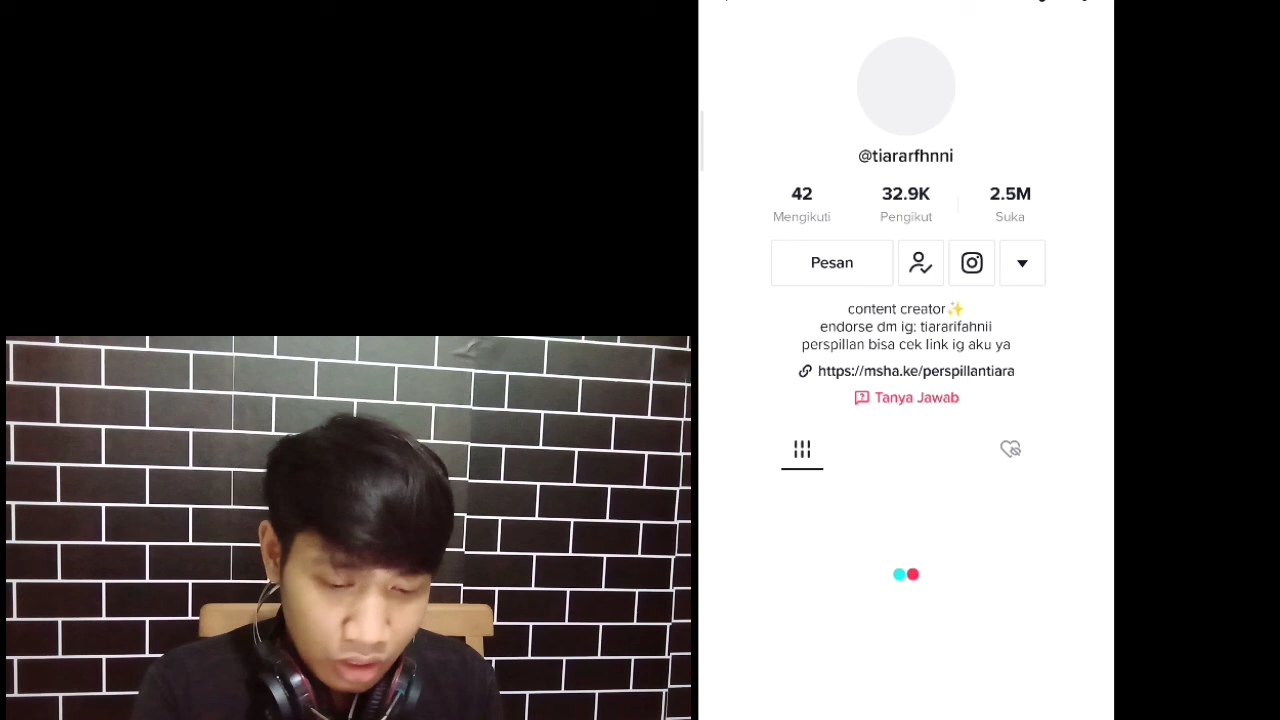 @tiararfhnni
42 32.9K 2.5M
Mengikuti Pengikut Suka
Pesan
content creator✨
endorse dm ig: tiararifahnii
perspillan bisa cek link ig aku ya
https://msha.ke/perspillantiara
Tanya Jawab